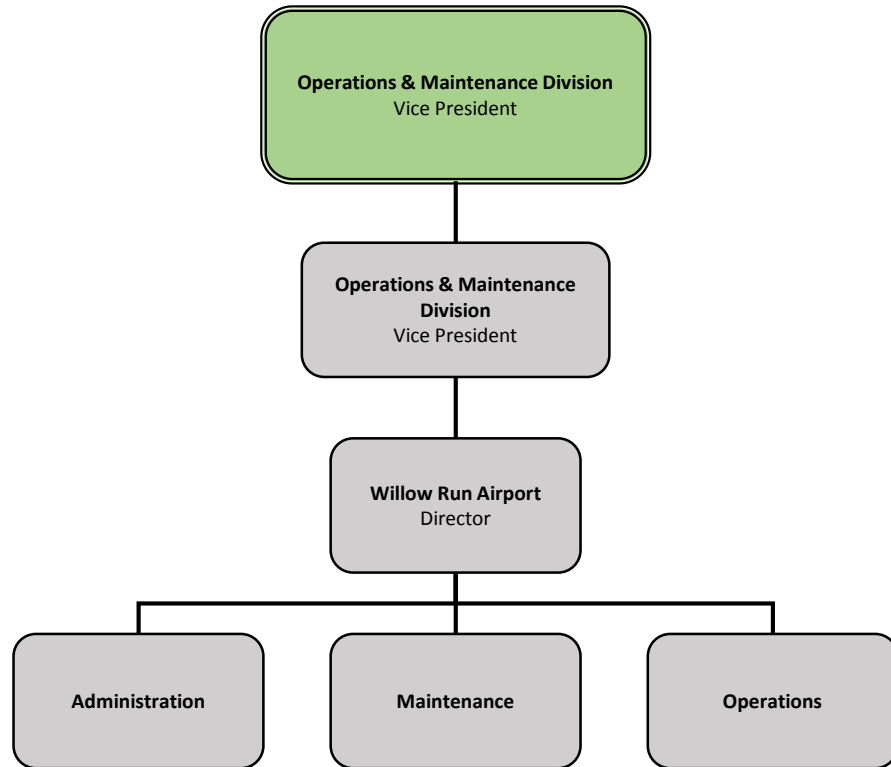 Operations & Maintenance Division
Vice President
Operations & Maintenance
Division
Vice President
Willow Run Airport
Director
Administration
Maintenance
Operations